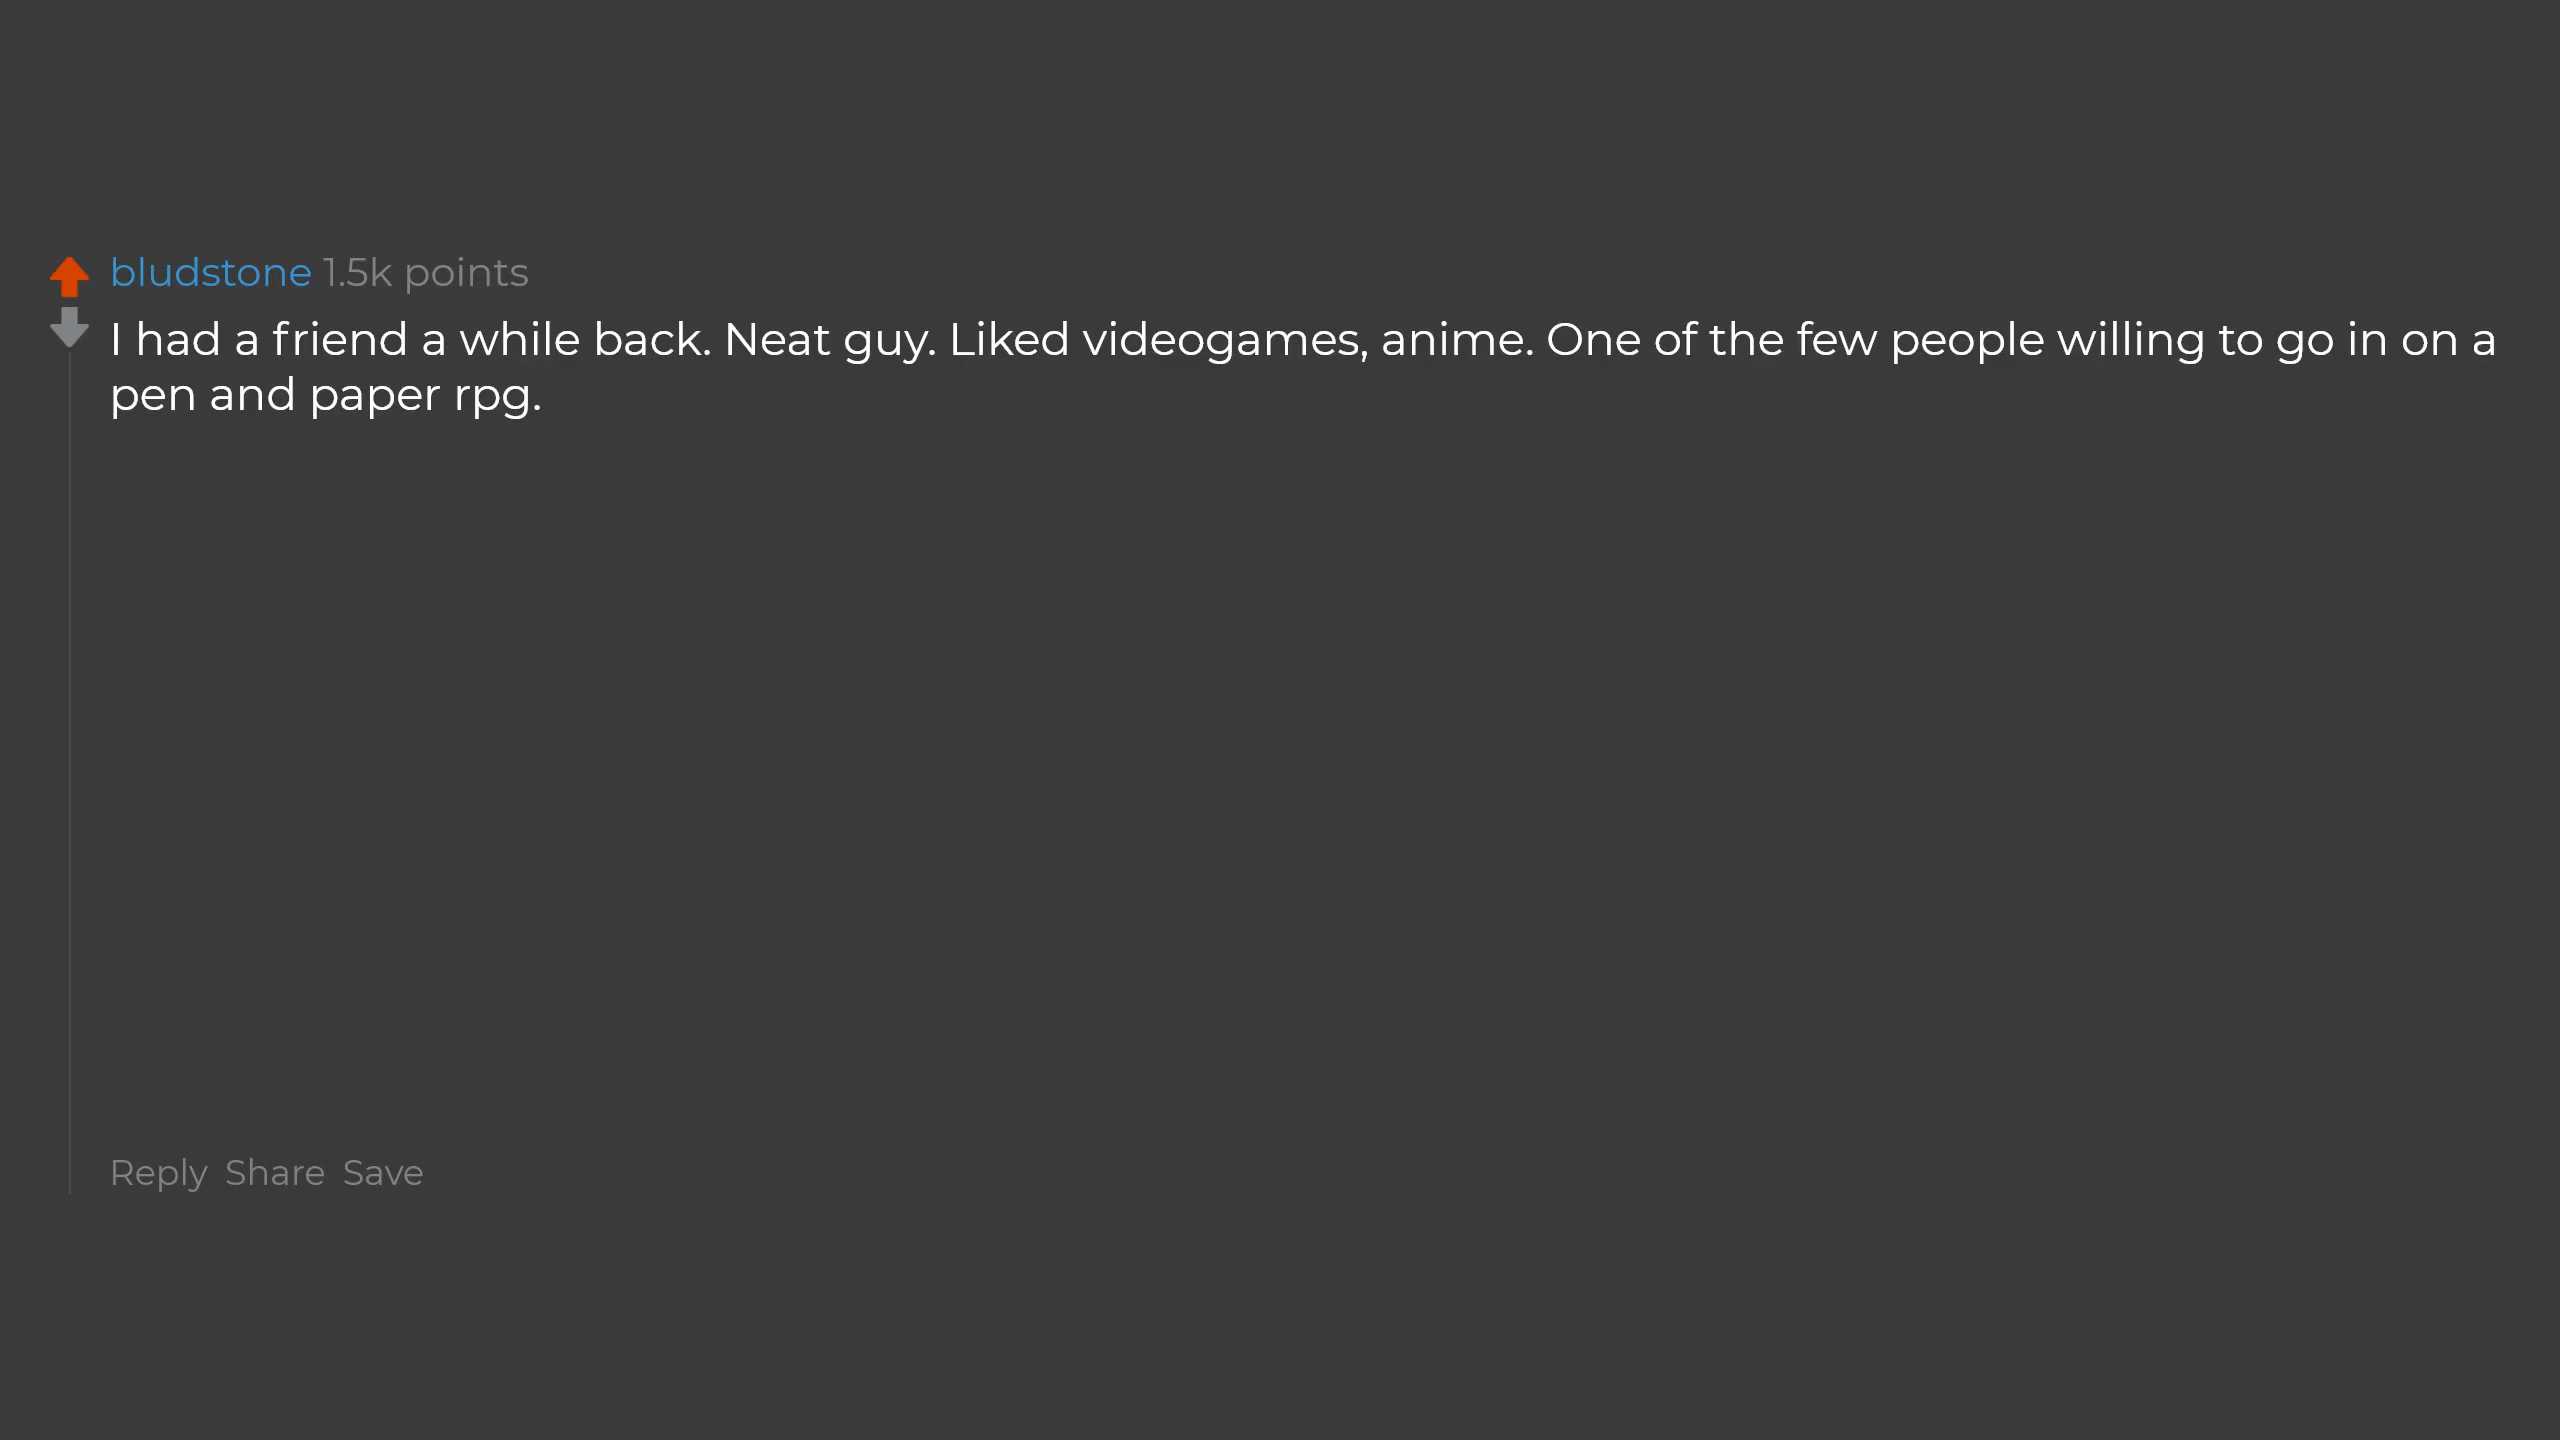 bludstone 1.5k points
I had a friend a while back. Neat guy. Liked videogames, anime. One of the few people willing to go in on a
pen and paper rpg.
Reply Share Save